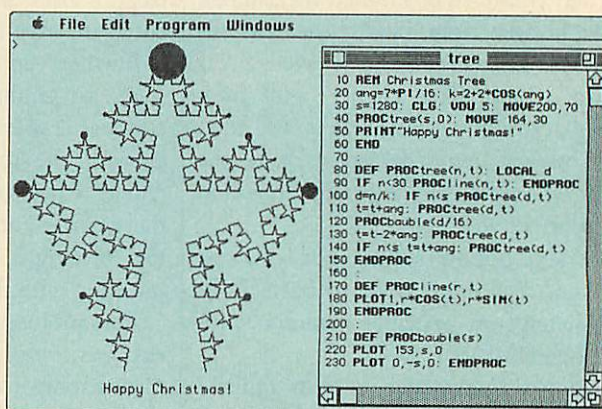 File Edit Program Windows
>
tree
10 REM Christmas Tree
20 ang=7*PI/16: k=2+2*COS(ang)
30 s=1280: CLG: VDU 5: MOVE200,70
40 PROCtree(s,0): MOVE 164,30
50 PRINT"Happy Christmas!"
60 END
70 :
80 DEF PROCtree(n,t): LOCAL d
90 IF n<30 PROCline(n,t): ENDPROC
100 d=n/k: IF n<s PROCtree(d,t)
110 t=t+ang: PROCtree(d,t)
120 PROCbauble(d/16)
130 t=t-2*ang: PROCtree(d,t)
140 IF n<s t=t+ang: PROCtree(d,t)
150 ENDPROC
160 :
170 DEF PROCline(r,t)
180 PLOT1,r*COS(t),r*SIN(t)
190 ENDPROC
200 :
210 DEF PROCbauble(s)
220 PLOT 153,s,0
230 PLOT 0,-s,0: ENDPROC
Happy Christmas!